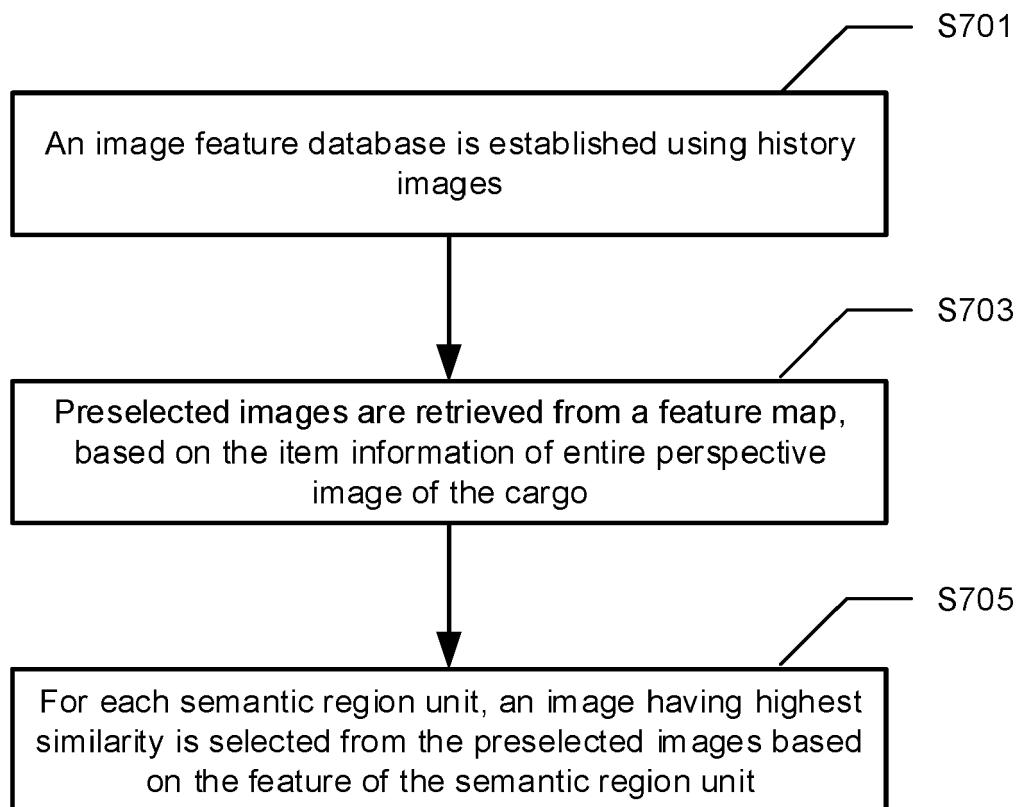 S701
An image feature database is established using history
images
S703
Preselected images are retrieved from a feature map,
based on the item information of entire perspective
image of the cargo
S705
For each semantic region unit, an image having highest
similarity is selected from the preselected images based
on the feature of the semantic region unit